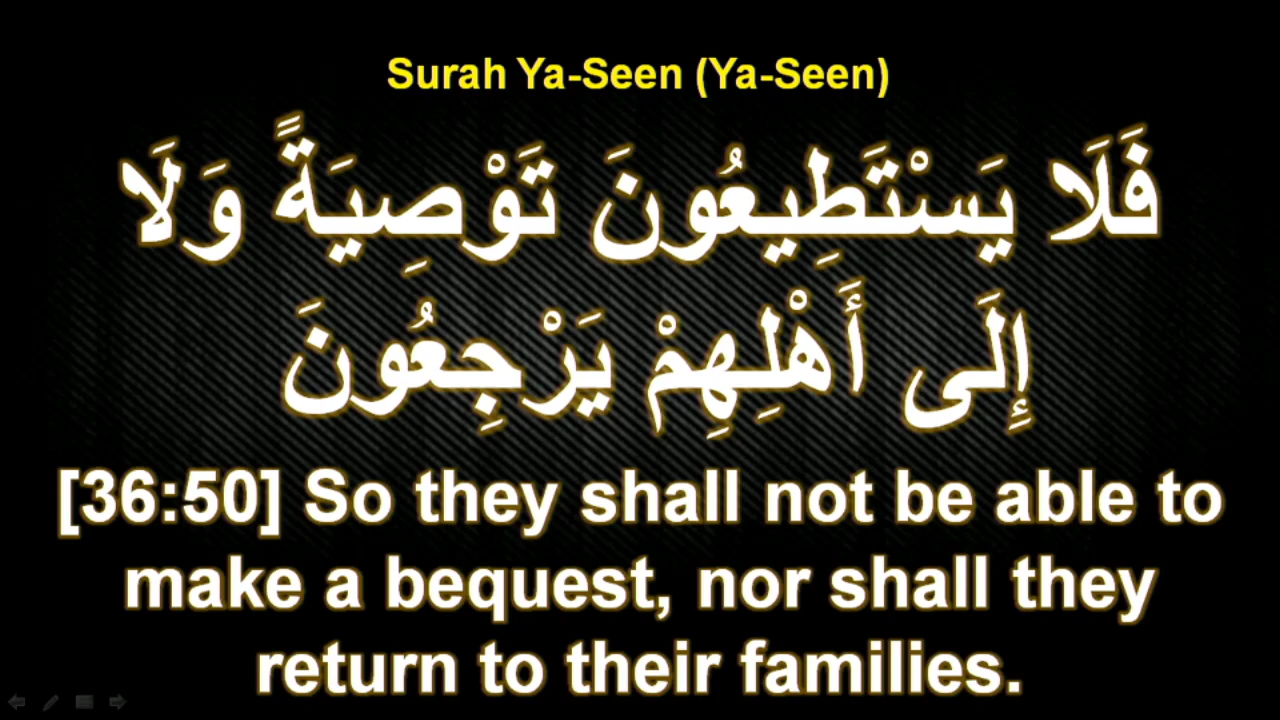 Surah Ya-Seen (Ya-Seen)
فَلَا يَسْتَطِيعُونَ تَوْصِيَةً وَلَا
إِلَى أَهْلِهِمْ يَرْجِعُونَ
[36:50] So they shall not be able to
make a bequest, nor shall they
return to their families.